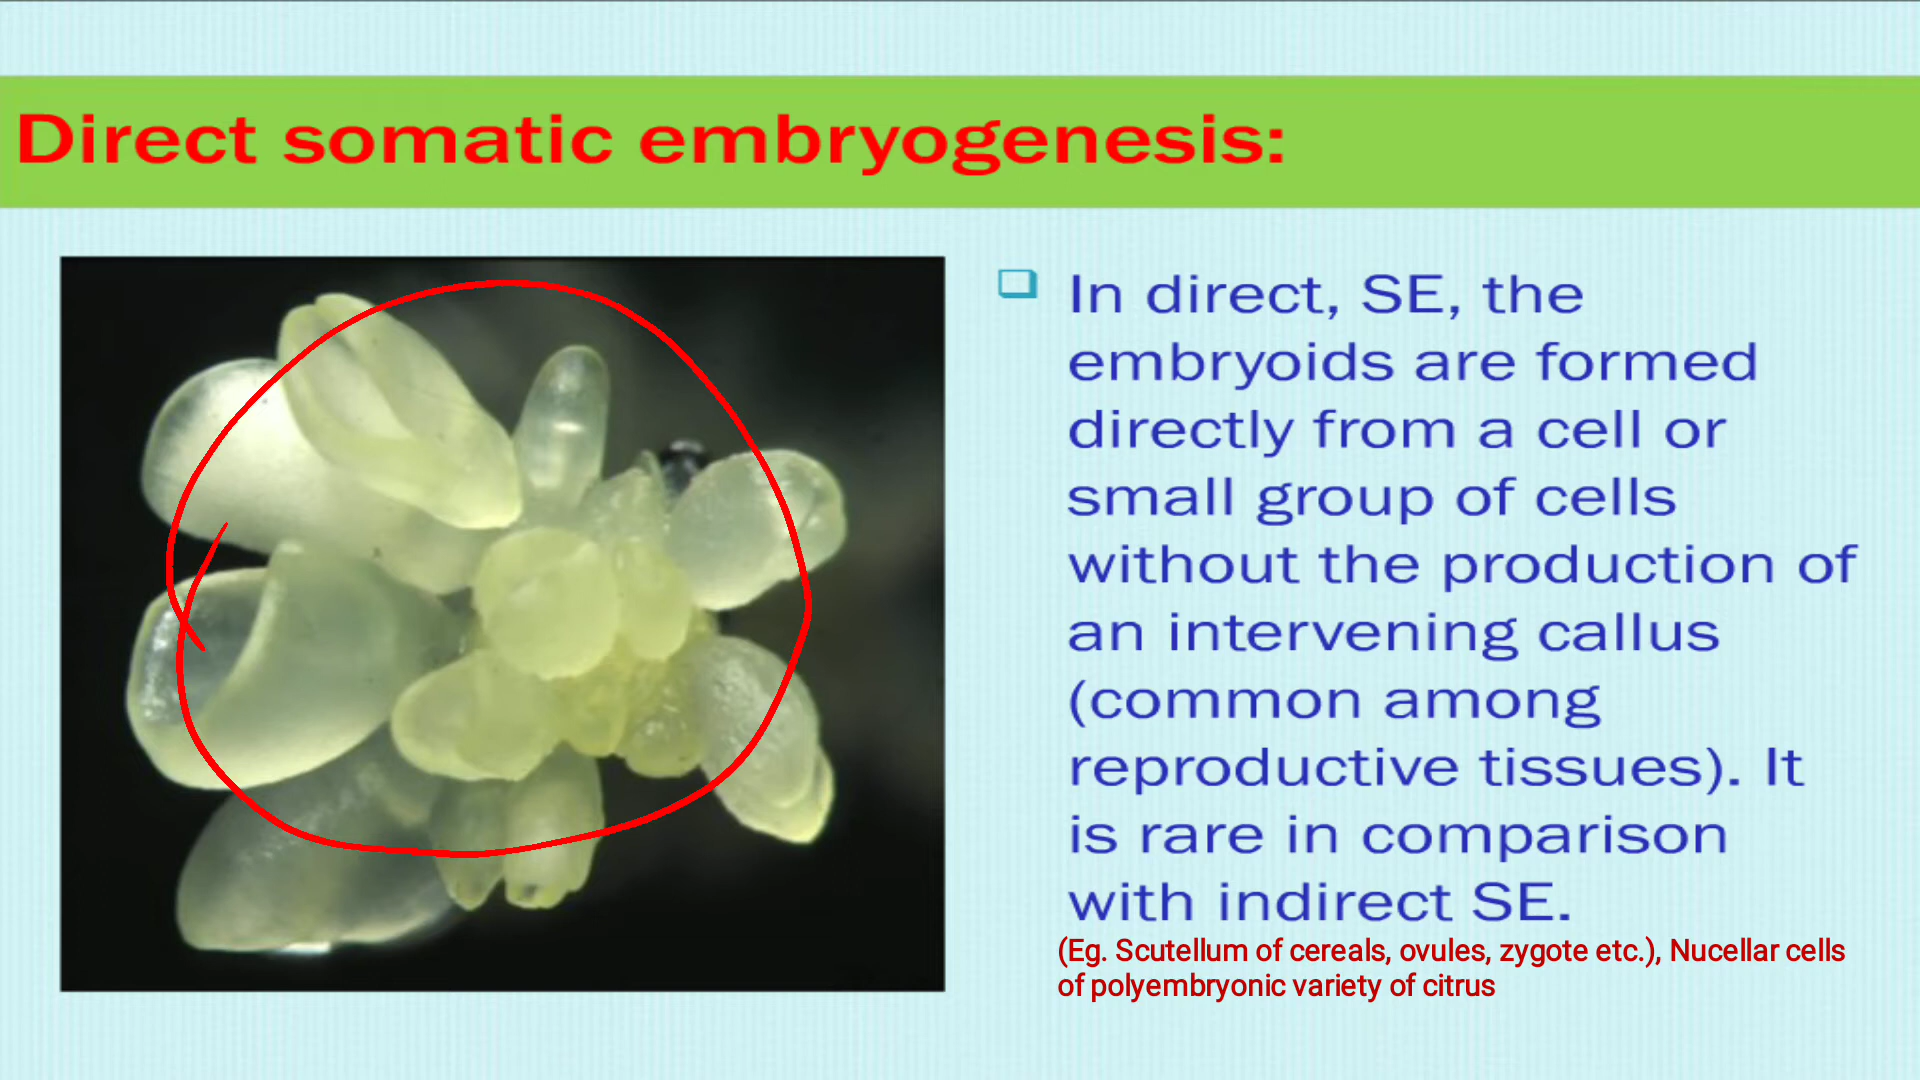 Direct somatic embryogenesis:
In direct, SE, the
embryoids are formed
directly from a cell or
small group of cells
without the production of
an intervening callus
(common among
reproductive tissues). It
is rare in comparison
with indirect SE.
(Eg. Scutellum of cereals, ovules, zygote etc.), Nucellar cells
of polyembryonic variety of citrus